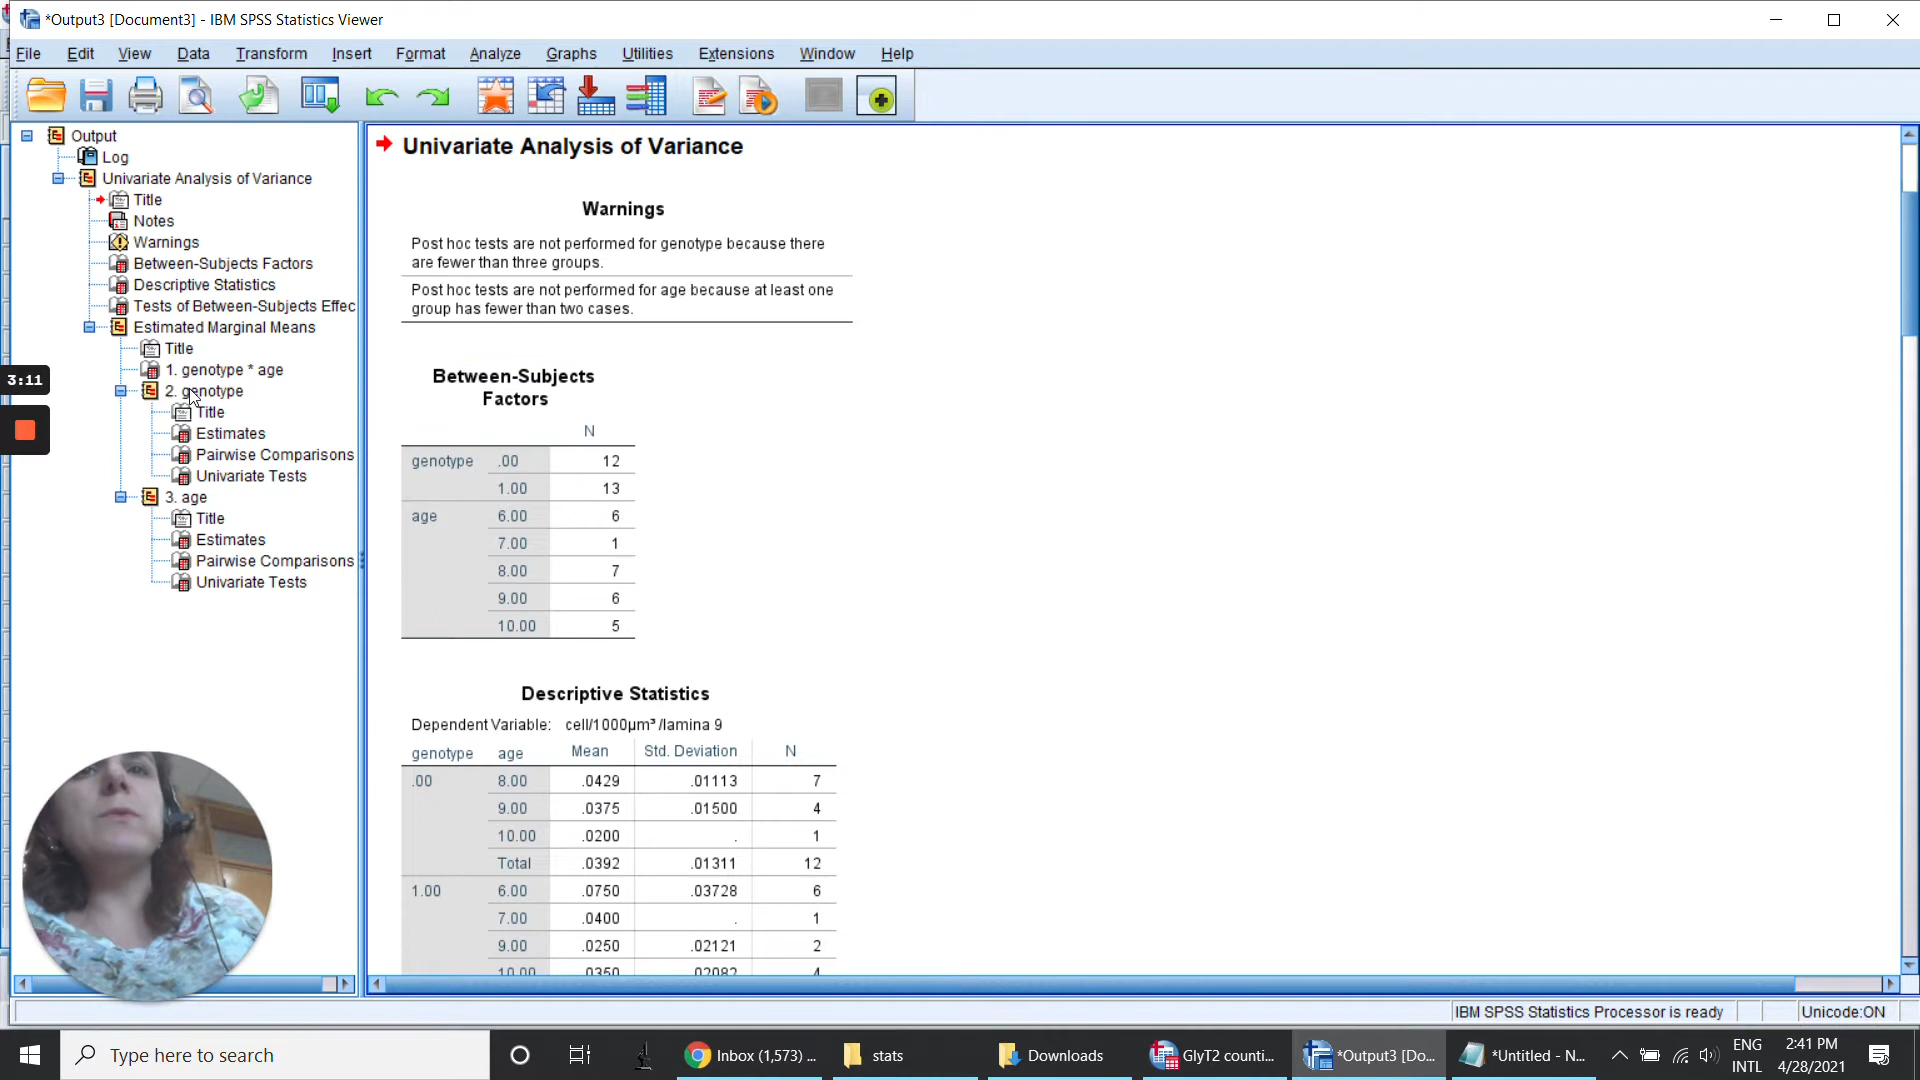 *Output3 [Document3] - IBM SPSS Statistics Viewer
File Edit View Data Transform Insert Format Analyze Graphs Utilities Extensions Window Help
Output
Log
Univariate Analysis of Variance
Title
Notes
Warnings
Between-Subjects Factors
Descriptive Statistics
Tests of Between-Subjects Effec
Estimated Marginal Means
Title
1. genotype * age
2. genotype
Title
Estimates
Pairwise Comparisons
Univariate Tests
3. age
Title
Estimates
Pairwise Comparisons
Univariate Tests
3:11
Univariate Analysis of Variance
Warnings
Post hoc tests are not performed for genotype because there
are fewer than three groups.
Post hoc tests are not performed for age because at least one
group has fewer than two cases.
Between-Subjects
Factors
N
genotype .00 12
1.00 13
age 6.00 6
7.00 1
8.00 7
9.00 6
10.00 5
Descriptive Statistics
Dependent Variable: cell/1000µm³ /lamina 9
genotype age Mean Std. Deviation N
.00 8.00 .0429 .01113 7
9.00 .0375 .01500 4
10.00 .0200 . 1
Total .0392 .01311 12
1.00 6.00 .0750 .03728 6
7.00 .0400 . 1
9.00 .0250 .02121 2
10.00 .0350 .02082 4
IBM SPSS Statistics Processor is ready Unicode:ON
Type here to search
Inbox (1,573) ...
stats
Downloads
GlyT2 counti...
*Output3 [Do...
*Untitled - N...
ENG
INTL
2:41 PM
4/28/2021